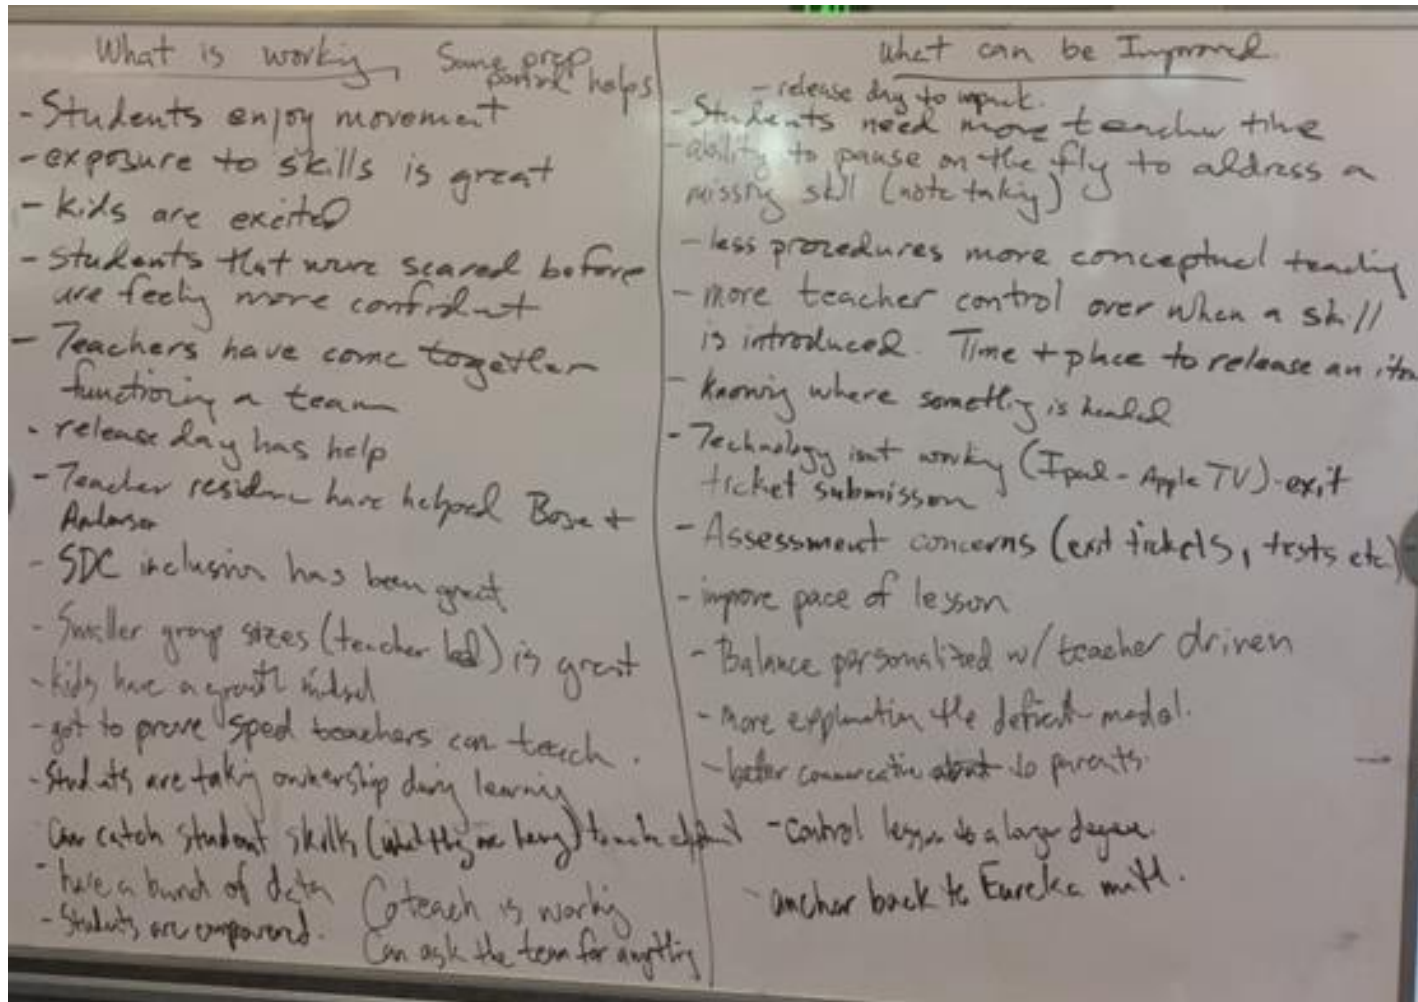 What is working
Same prep
helps
- Students enjoy movement
- exposure to skills is great
- kids are excited
- students that were scared before
are feeling more confident
- Teachers have come together
functioning a team
- release day has help
- Teacher residence have helped Bose +
Anderson
- SDC inclusion has been great
- Smaller group sizes (teacher led) is great
- kids have a growth mindset
- got to prove sped teachers can teach.
- Students are taking ownership during learning
Can catch student skills (what they are
- have a bunch of data
- Students are empowered.
Coteach is working
Can ask the team for anything
What can be Improved
- release day to unpack.
- Students need more teacher time
- ability to pause on the fly to address a
missing skill (note taking)
- less procedures more conceptual teaching
- more teacher control over when a skill
is introduced. Time + place to release an item
- knowing where something is headed
- Technology isnt working (Ipad - Apple TV) - exit
ticket submisson
- Assessment concerns (exit tickets, tests etc)
- improve pace of lesson
- Balance personalized w/ teacher driven
- more explanation the deficit model.
- better to parents.
- control lesson to a larger degree.
- anchor back to Eureka math.